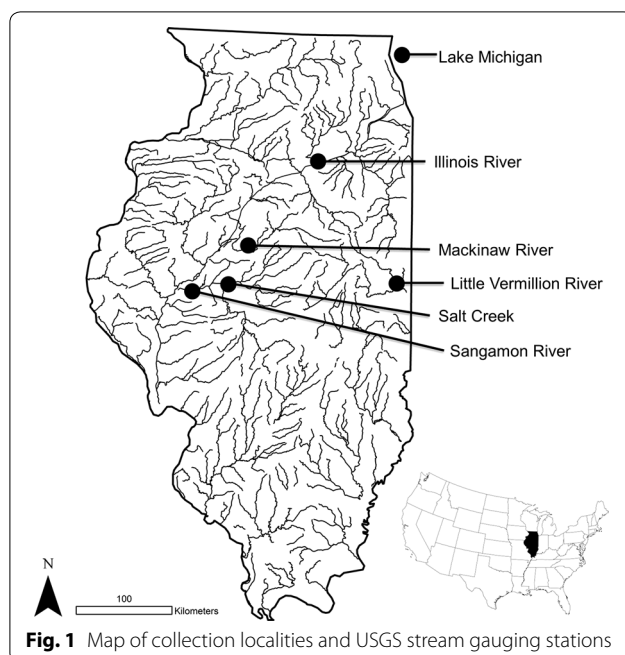 Lake Michigan
Illinois River
Mackinaw River
Little Vermillion River
Salt Creek
Sangamon River
N
100
Kilometers
Fig. 1 Map of collection localities and USGS stream gauging stations